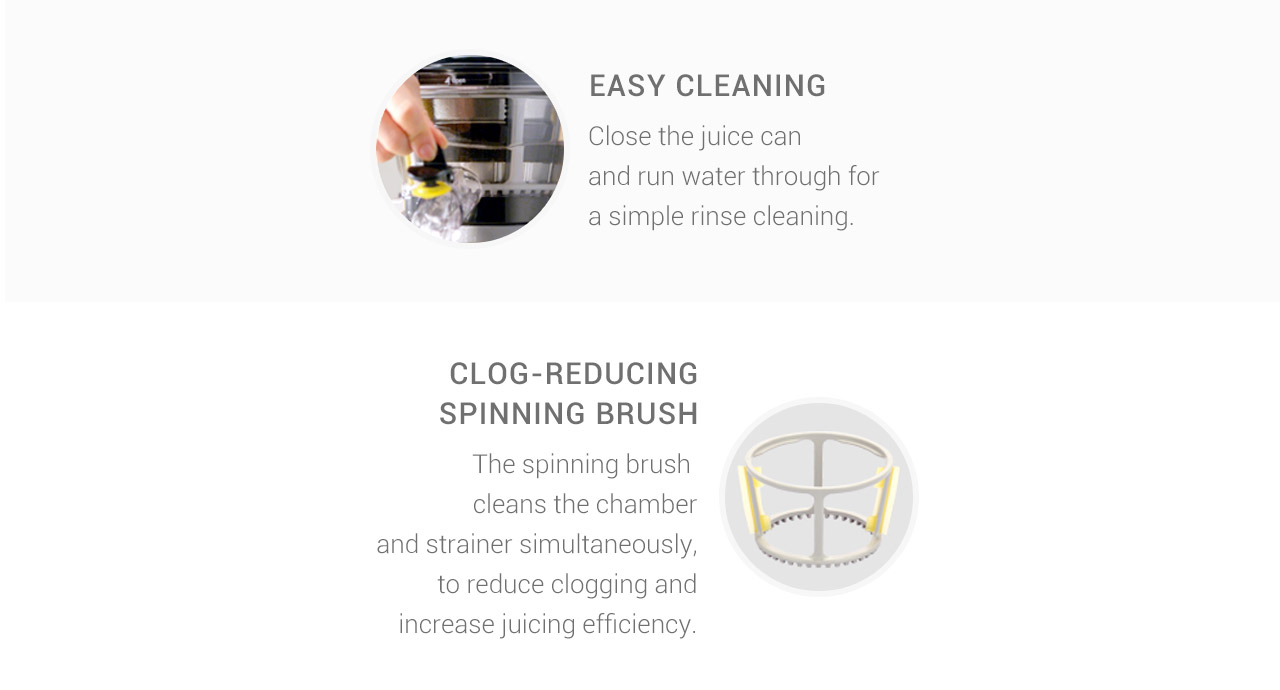 EASY CLEANING
Close the juice can
and run water through for
a simple rinse cleaning.
CLOG-REDUCING
SPINNING BRUSH
The spinning brush
cleans the chamber
and strainer simultaneously,
to reduce clogging and
increase juicing efficiency.